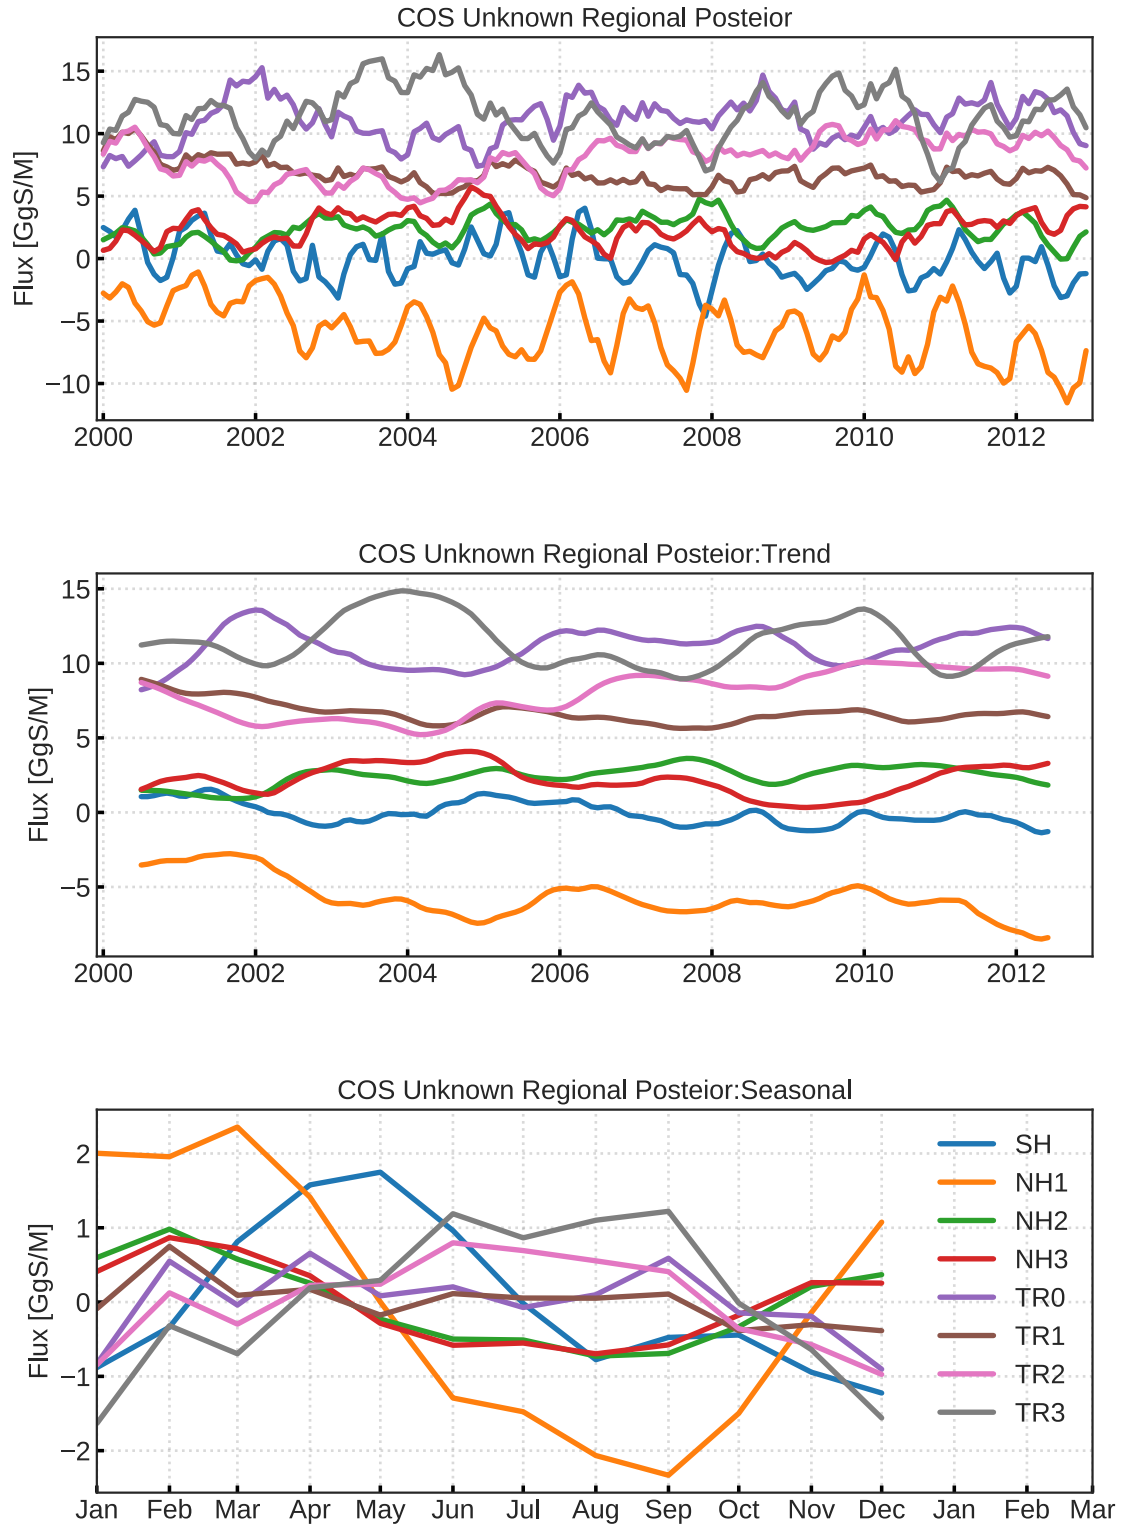 COS Unknown Regional Posteior
Flux [GgS/M]
15
10
5
0
−5
−10
2000 2002 2004 2006 2008 2010 2012
COS Unknown Regional Posteior:Trend
Flux [GgS/M]
15
10
5
0
−5
2000 2002 2004 2006 2008 2010 2012
COS Unknown Regional Posteior:Seasonal
Flux [GgS/M]
2
1
0
−1
−2
SH
NH1
NH2
NH3
TR0
TR1
TR2
TR3
Jan Feb Mar Apr May Jun Jul Aug Sep Oct Nov Dec Jan Feb Mar